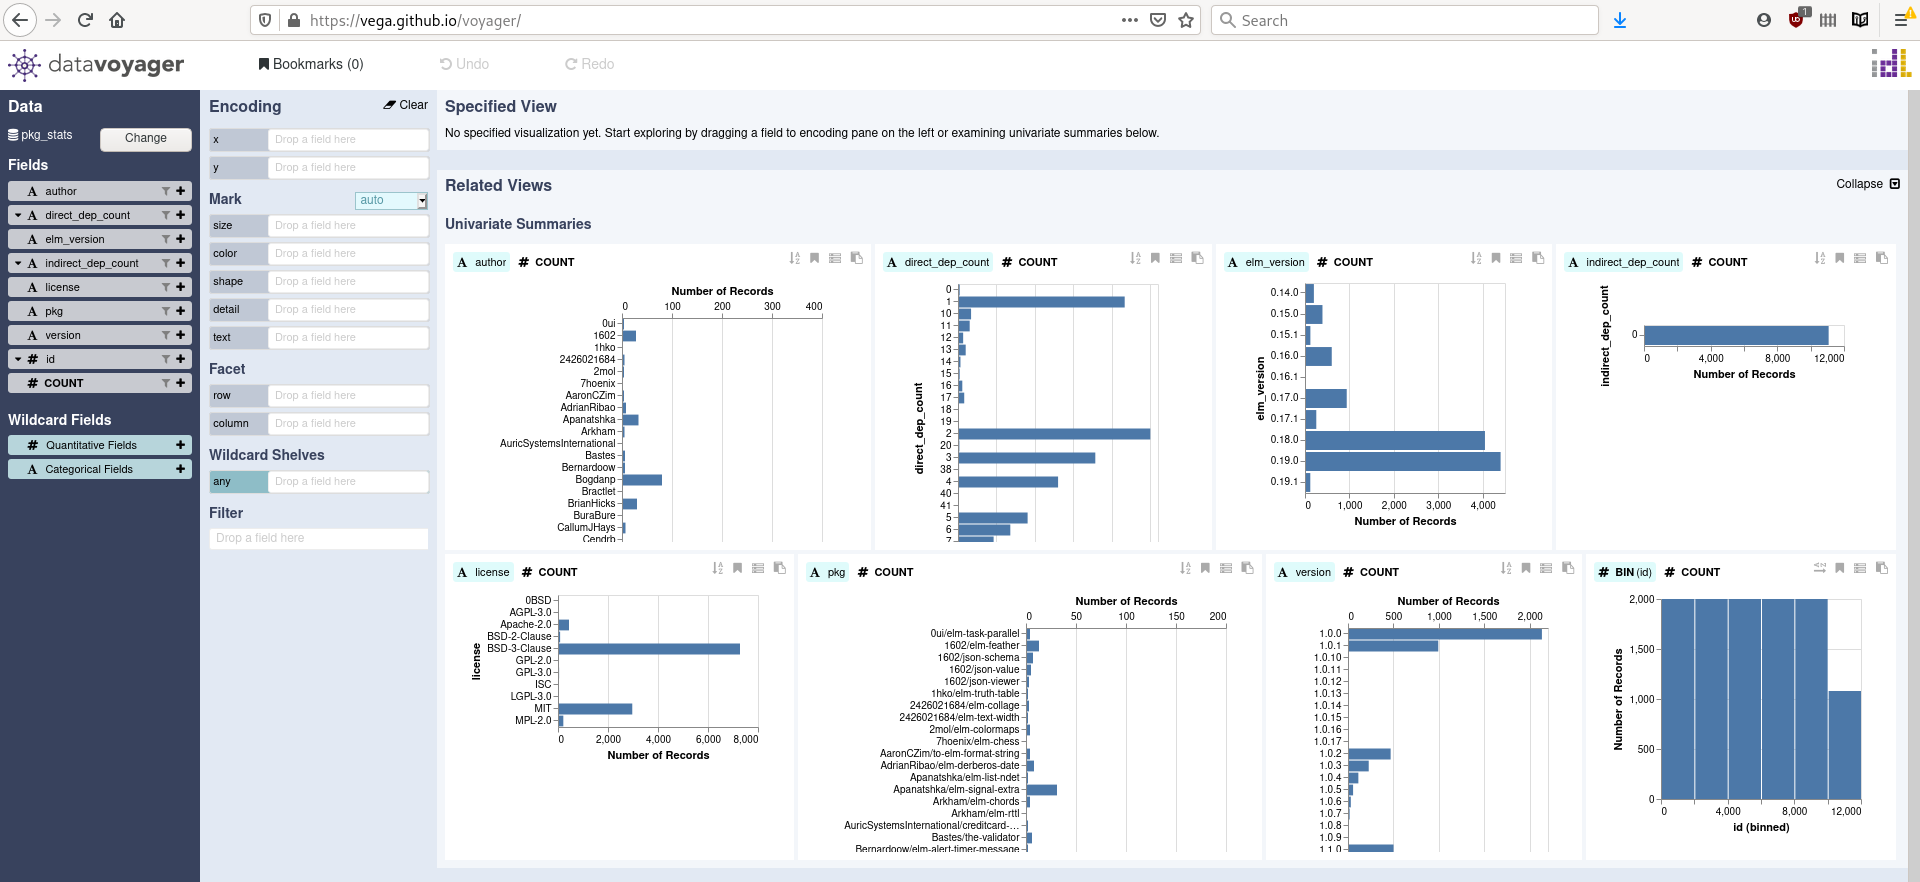 https://vega.github.io/voyager/
Search
1
datavoyager
Bookmarks (0)
Undo
Redo
Data
pkg_stats
Change
Fields
A author
A direct_dep_count
A elm_version
A indirect_dep_count
A license
A pkg
A version
# id
# COUNT
Wildcard Fields
# Quantitative Fields
A Categorical Fields
Encoding
Clear
x Drop a field here
y Drop a field here
Mark auto
size Drop a field here
color Drop a field here
shape Drop a field here
detail Drop a field here
text Drop a field here
Facet
row Drop a field here
column Drop a field here
Wildcard Shelves
any Drop a field here
Filter
Drop a field here
Specified View
No specified visualization yet. Start exploring by dragging a field to encoding pane on the left or examining univariate summaries below.
Related Views
Collapse
Univariate Summaries
A author # COUNT
Number of Records
0 100 200 300 400
0ui
1602
1hko
2426021684
2mol
7hoenix
AaronCZim
AdrianRibao
Apanatshka
Arkham
AuricSystemsInternational
Bastes
Bernardoow
Bogdanp
Bractlet
BrianHicks
BuraBure
CallumJHays
Cendrb
A direct_dep_count # COUNT
direct_dep_count
0
1
10
11
12
13
14
15
16
17
18
19
2
20
3
38
4
40
41
5
6
7
A elm_version # COUNT
elm_version
0.14.0
0.15.0
0.15.1
0.16.0
0.16.1
0.17.0
0.17.1
0.18.0
0.19.0
0.19.1
0 1,000 2,000 3,000 4,000
Number of Records
A indirect_dep_count # COUNT
indirect_dep_count
0
0 4,000 8,000 12,000
Number of Records
A license # COUNT
license
0BSD
AGPL-3.0
Apache-2.0
BSD-2-Clause
BSD-3-Clause
GPL-2.0
GPL-3.0
ISC
LGPL-3.0
MIT
MPL-2.0
0 2,000 4,000 6,000 8,000
Number of Records
A pkg # COUNT
Number of Records
0 50 100 150 200
0ui/elm-task-parallel
1602/elm-feather
1602/json-schema
1602/json-value
1602/json-viewer
1hko/elm-truth-table
2426021684/elm-collage
2426021684/elm-text-width
2mol/elm-colormaps
7hoenix/elm-chess
AaronCZim/to-elm-format-string
AdrianRibao/elm-derberos-date
Apanatshka/elm-list-ndet
Apanatshka/elm-signal-extra
Arkham/elm-chords
Arkham/elm-rttl
AuricSystemsInternational/creditcard-…
Bastes/the-validator
Bernardoow/elm-alert-timer-message
A version # COUNT
Number of Records
0 500 1,000 1,500 2,000
1.0.0
1.0.1
1.0.10
1.0.11
1.0.12
1.0.13
1.0.14
1.0.15
1.0.16
1.0.17
1.0.2
1.0.3
1.0.4
1.0.5
1.0.6
1.0.7
1.0.8
1.0.9
1.1.0
# BIN (id) # COUNT
Number of Records
2,000
1,500
1,000
500
0
0 4,000 8,000 12,000
id (binned)